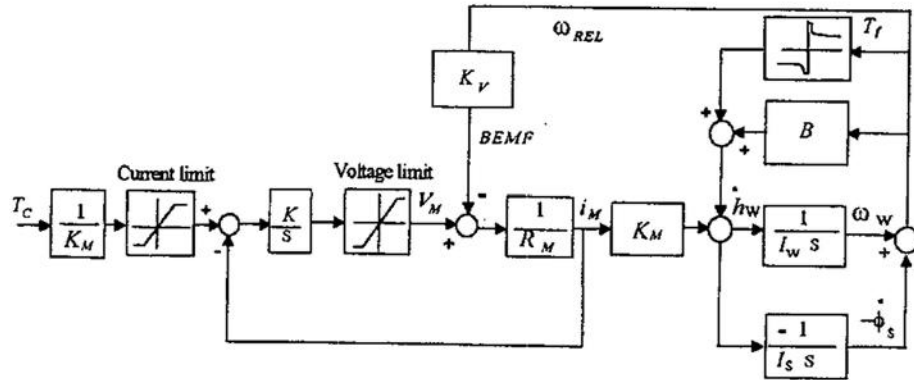 ω_REL
T_f
K_V
B
BEMF
Current limit
Voltage limit
T_C
1/K_M
K/s
V_M
1/R_M
i_M
K_M
ḣ_W
1/(I_W s)
ω_W
-1/(I_S s)
-φ̇_s
+
-
-
+
+
+
+